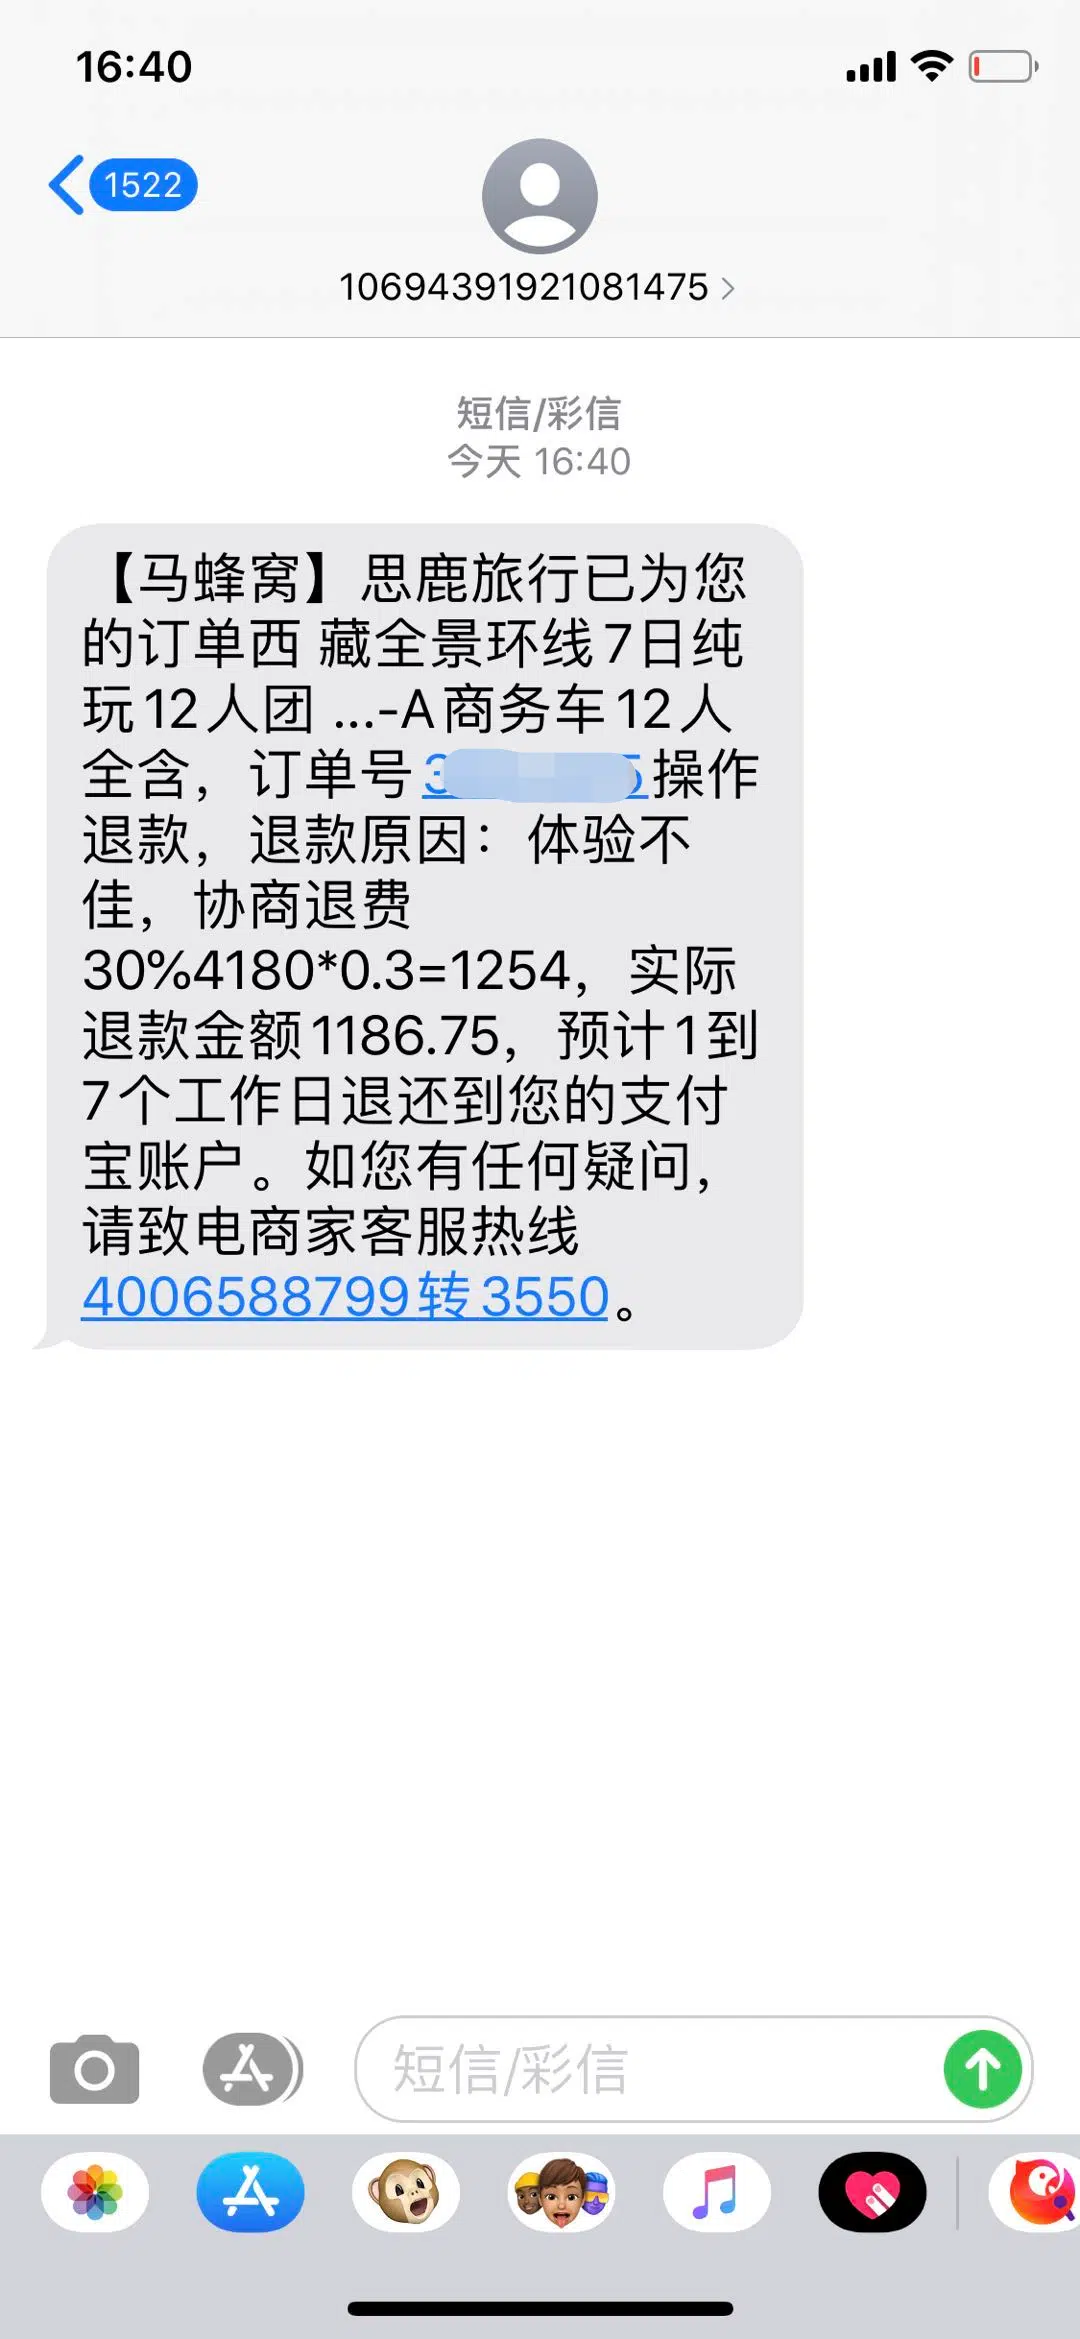 16:40
1522
10694391921081475
短信/彩信
今天 16:40
【马蜂窝】思鹿旅行已为您
的订单西 藏全景环线7日纯
玩12人团 ...-A商务车12人
全含，订单号3 5操作
退款，退款原因：体验不
佳，协商退费
30%4180*0.3=1254，实际
退款金额1186.75，预计1到
7个工作日退还到您的支付
宝账户。如您有任何疑问，
请致电商家客服热线
4006588799转3550。
短信/彩信